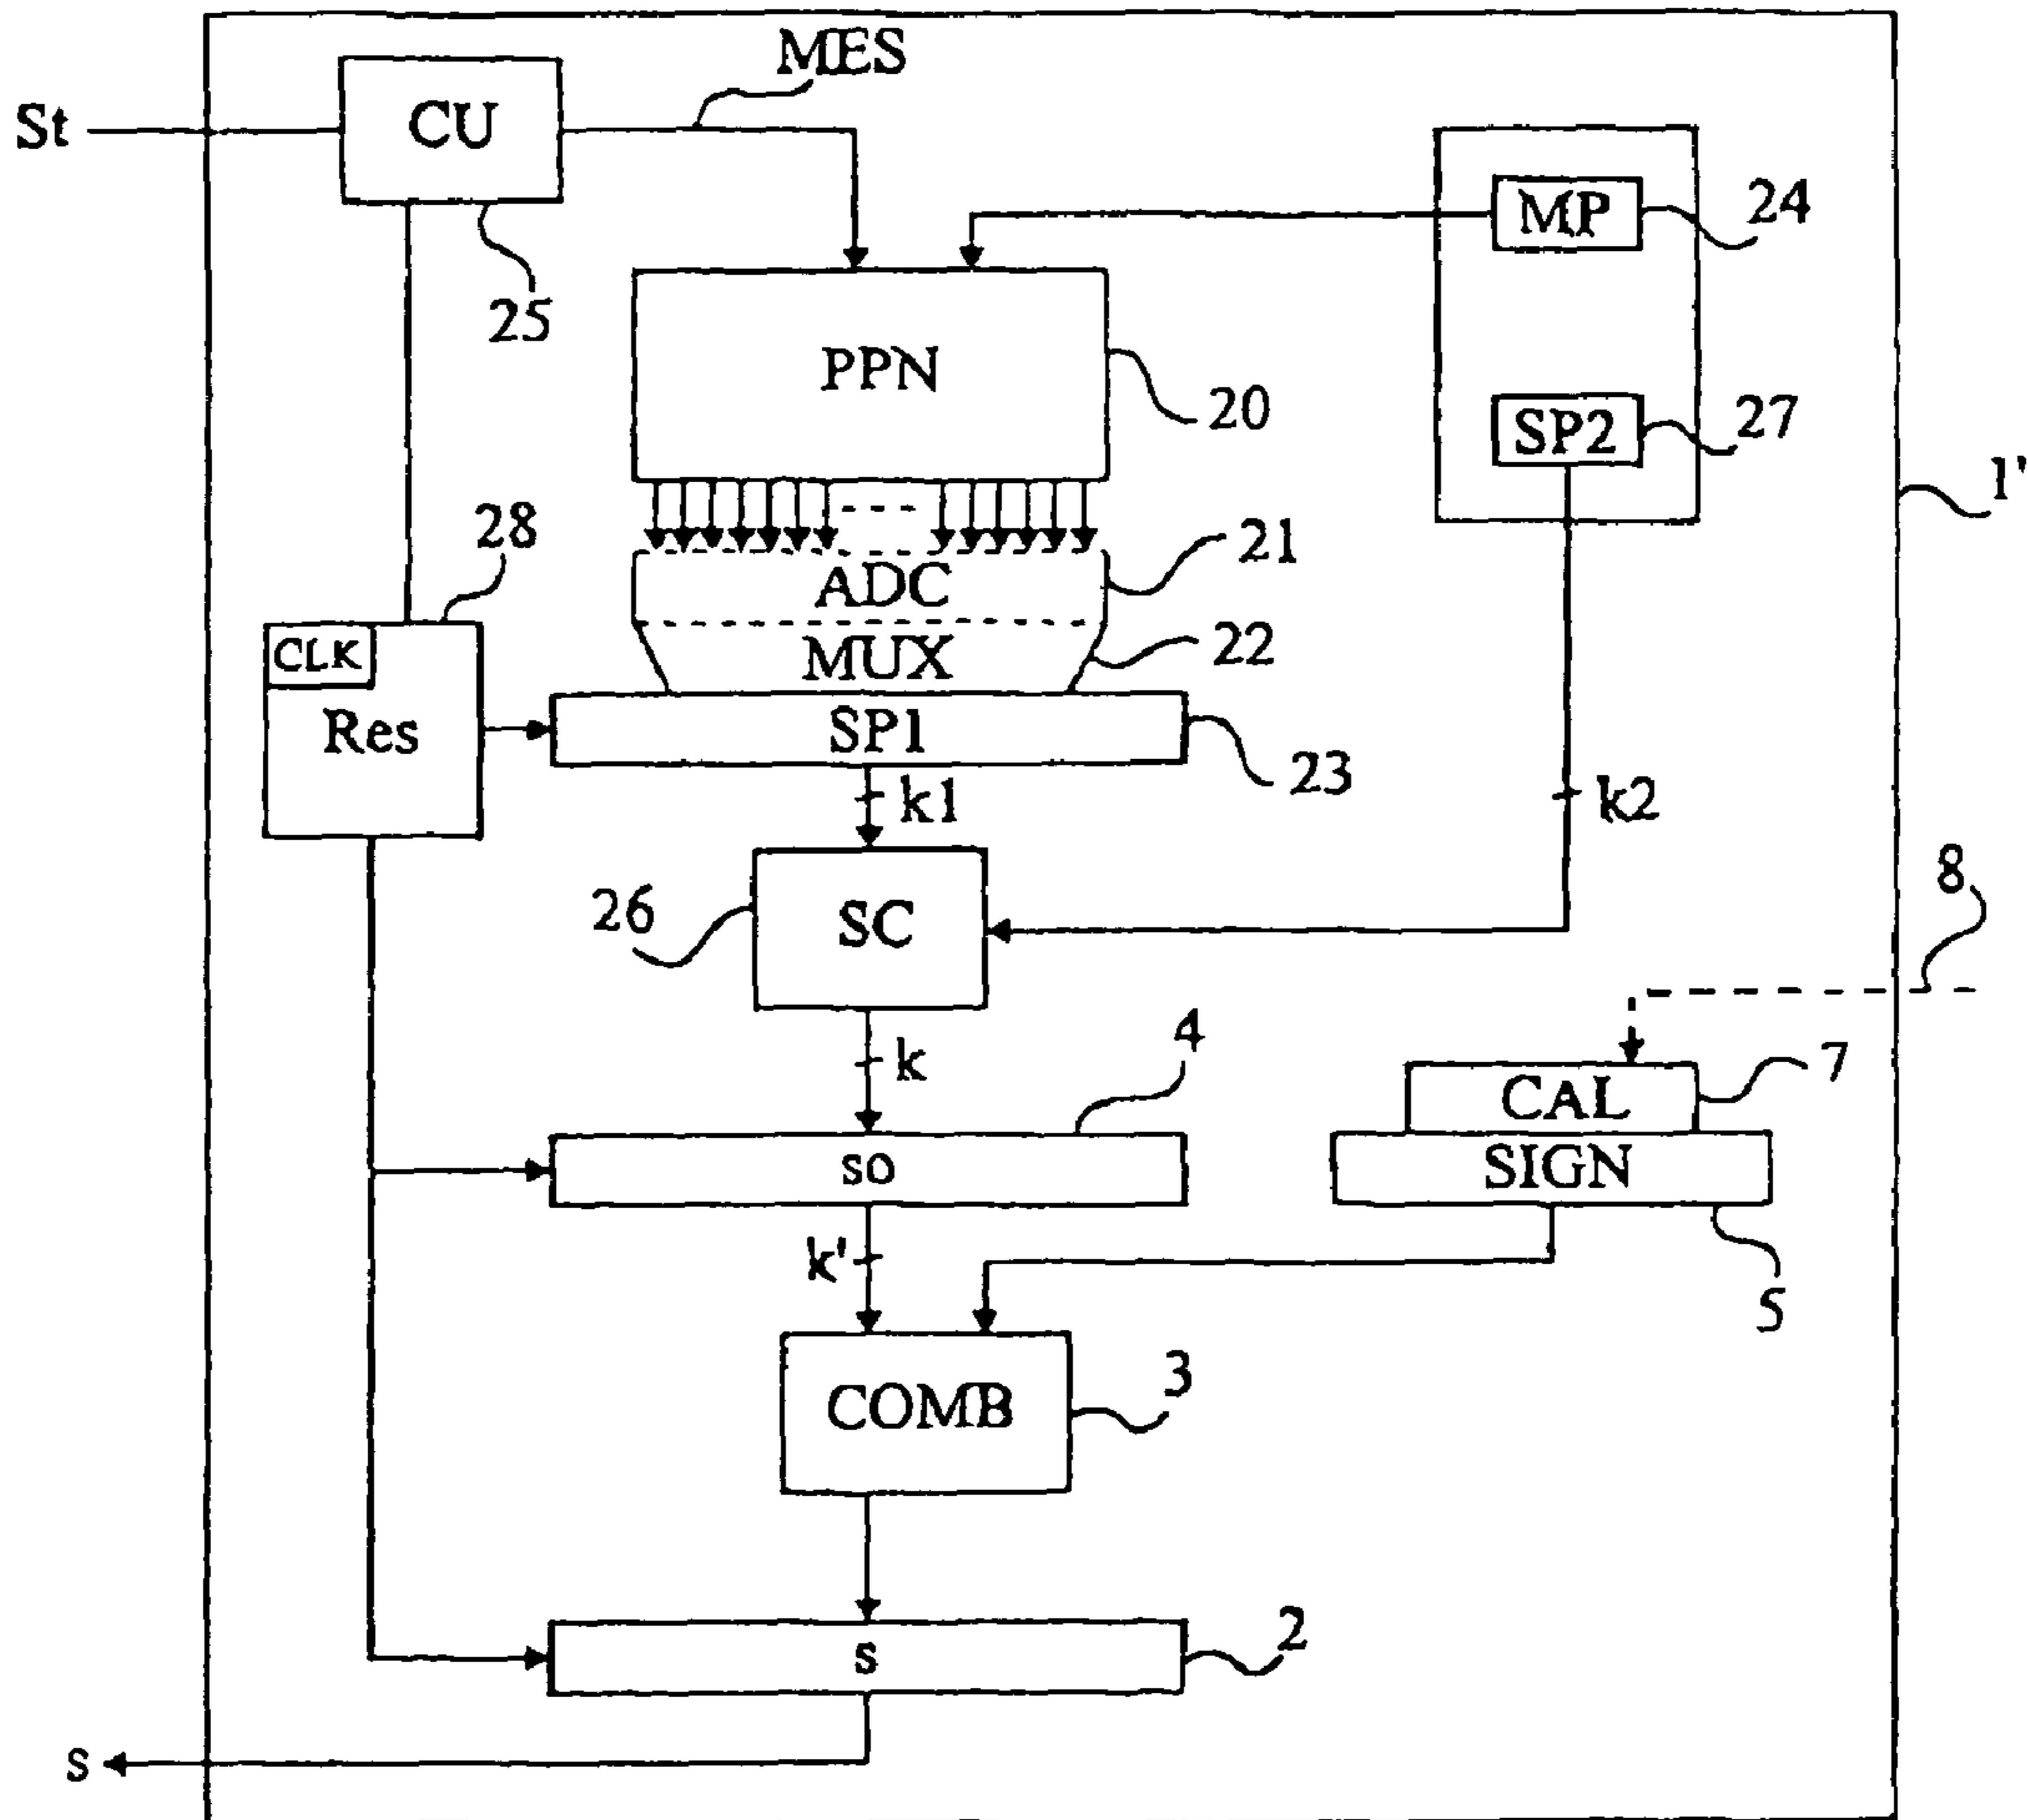 MES
St
CU
MP
24
25
PPN
20
SP2
27
1'
28
21
ADC
CLK
MUX
22
Res
SP1
23
k1
k2
8
26
SC
4
k
7
CAL
so
SIGN
k'
5
3
COMB
2
s
s